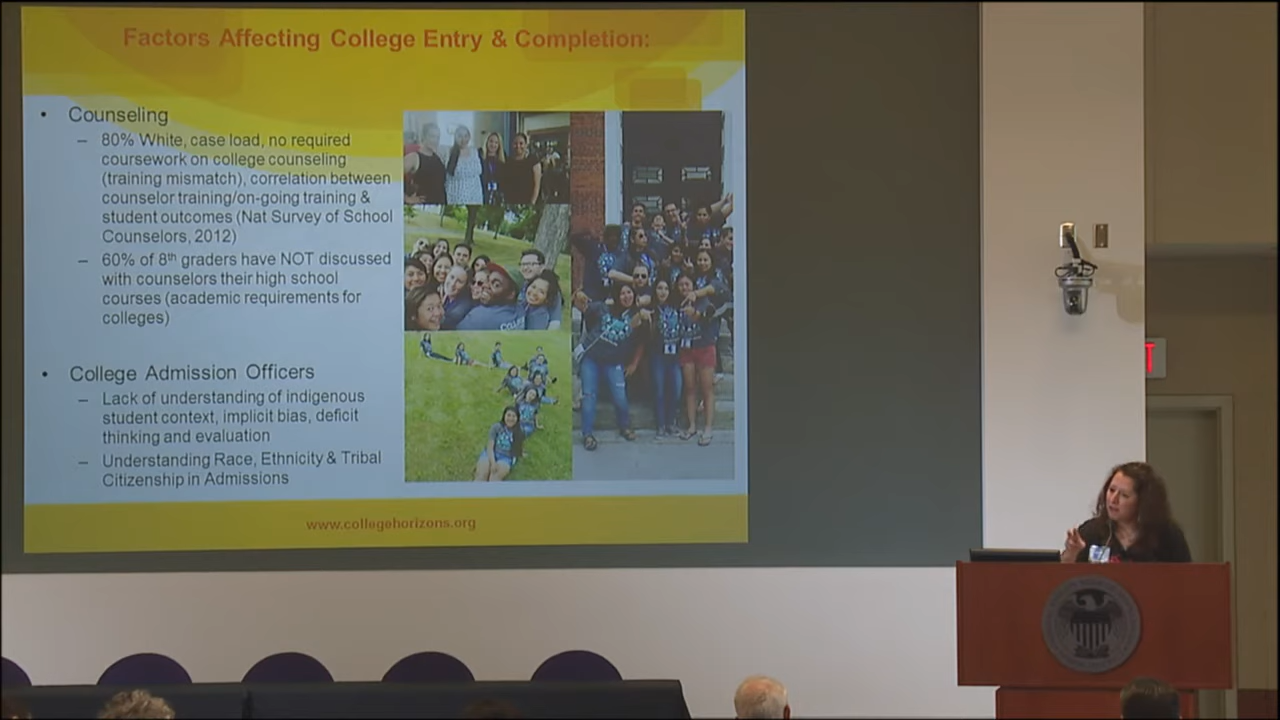 Factors Affecting College Entry & Completion:
• Counseling
– 80% White, case load, no required
coursework on college counseling
(training mismatch), correlation between
counselor training/on-going training &
student outcomes (Nat Survey of School
Counselors, 2012)
– 60% of 8th graders have NOT discussed
with counselors their high school
courses (academic requirements for
colleges)
• College Admission Officers
– Lack of understanding of indigenous
student context, implicit bias, deficit
thinking and evaluation
– Understanding Race, Ethnicity & Tribal
Citizenship in Admissions
www.collegehorizons.org